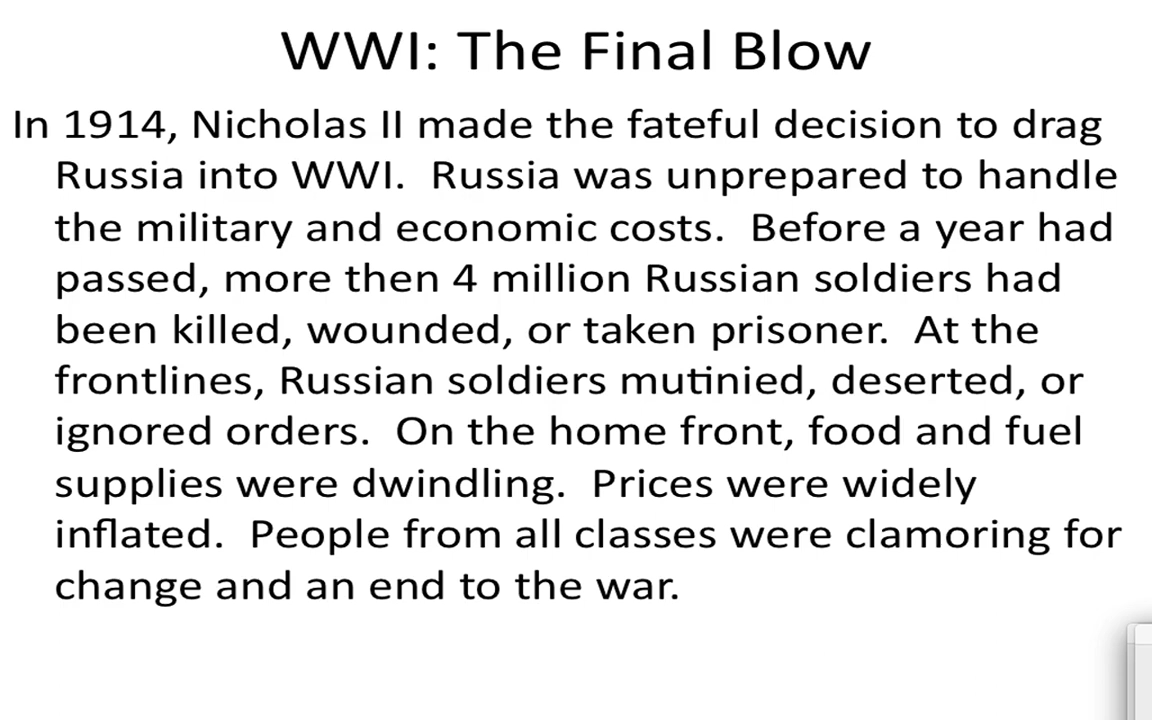 WWI: The Final Blow
In 1914, Nicholas II made the fateful decision to drag
Russia into WWI.  Russia was unprepared to handle
the military and economic costs.  Before a year had
passed, more then 4 million Russian soldiers had
been killed, wounded, or taken prisoner.  At the
frontlines, Russian soldiers mutinied, deserted, or
ignored orders.  On the home front, food and fuel
supplies were dwindling.  Prices were widely
inflated.  People from all classes were clamoring for
change and an end to the war.